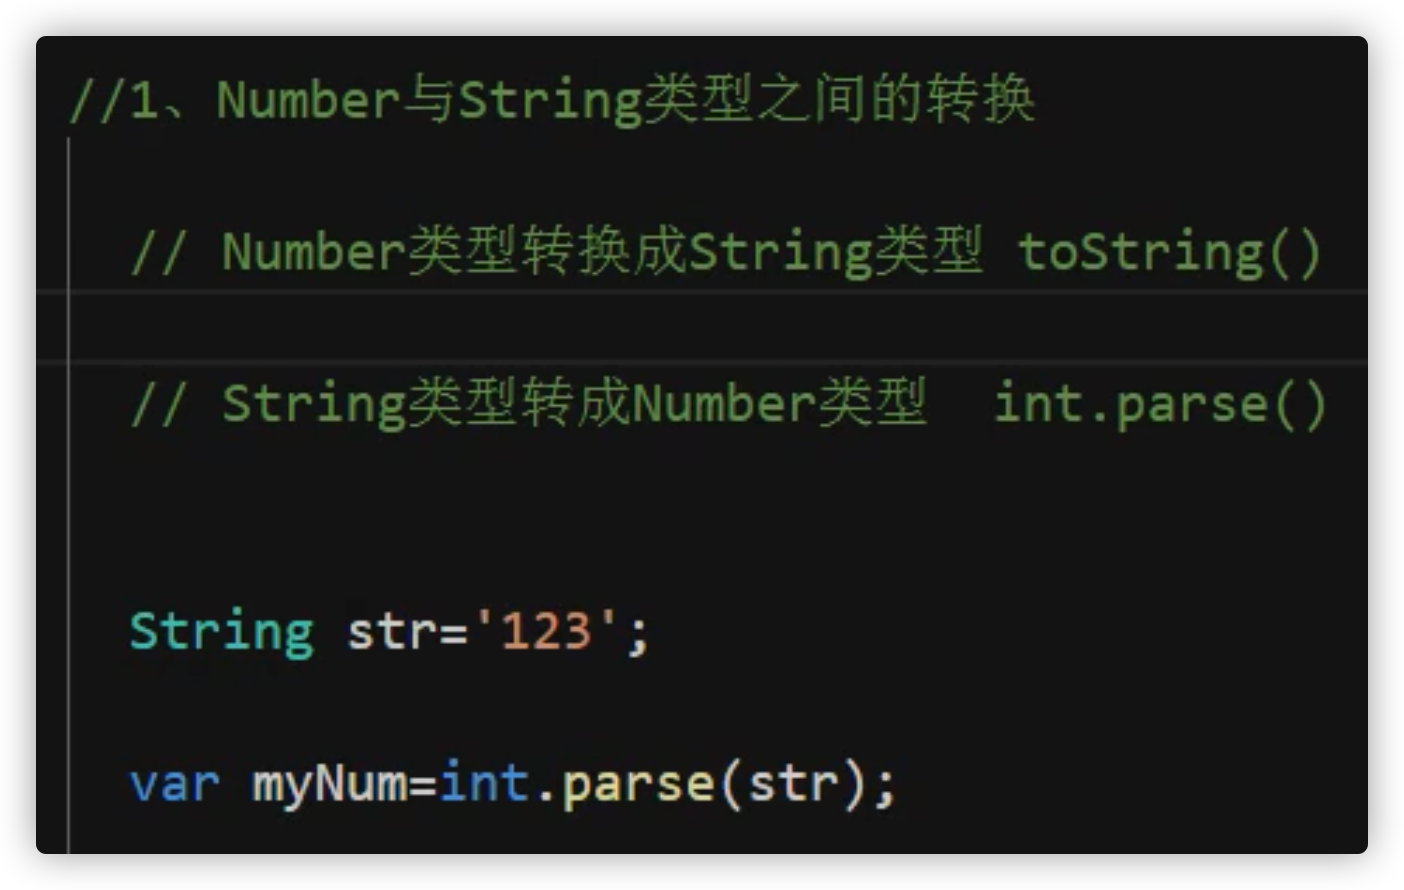 //1、Number与String类型之间的转换
// Number类型转换成String类型 toString()
// String类型转成Number类型  int.parse()
String str='123';
var myNum=int.parse(str);